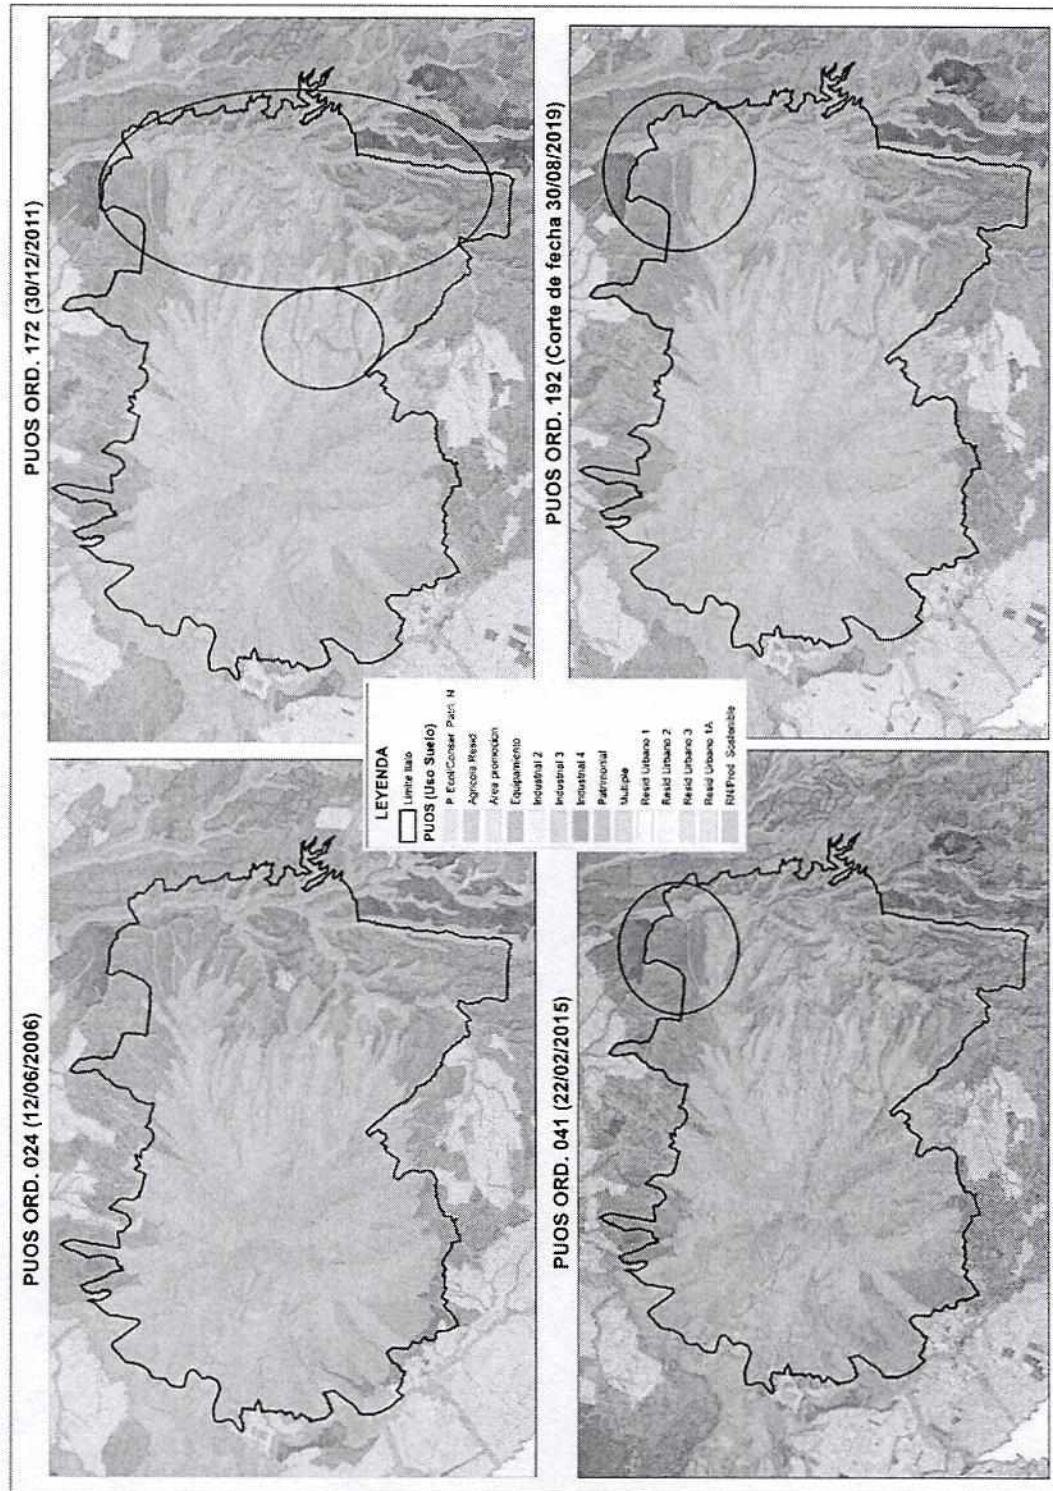 PUOS ORD. 024 (12/06/2006)
PUOS ORD. 172 (30/12/2011)
LEYENDA
Limite Ilalo
PUOS (Uso Suelo)
P. Ecol/Conser. Patri. N
Agricola Resid.
Area promocion
Equipamiento
Industrial 2
Industrial 3
Industrial 4
Patrimonial
Multiple
Resid Urbano 1
Resid Urbano 2
Resid Urbano 3
Resid Urbano 1A
RN/Prod. Sostenible
PUOS ORD. 041 (22/02/2015)
PUOS ORD. 192 (Corte de fecha 30/08/2019)